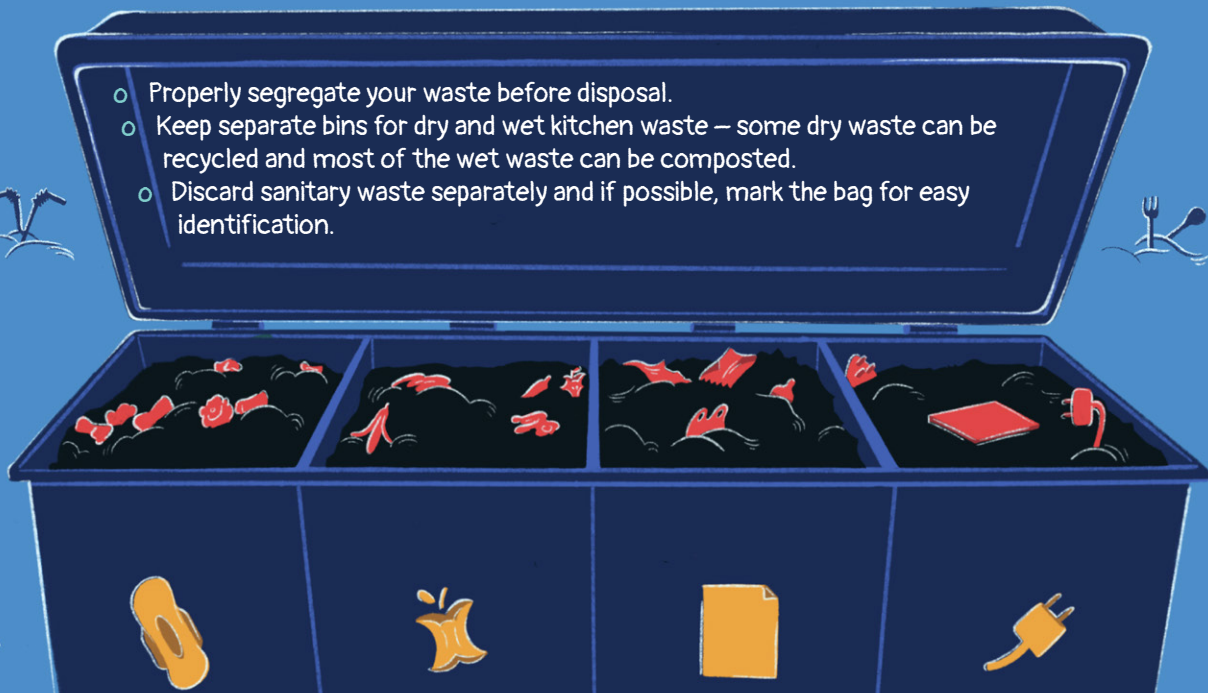 o Properly segregate your waste before disposal.
o Keep separate bins for dry and wet kitchen waste – some dry waste can be
recycled and most of the wet waste can be composted.
o Discard sanitary waste separately and if possible, mark the bag for easy
identification.